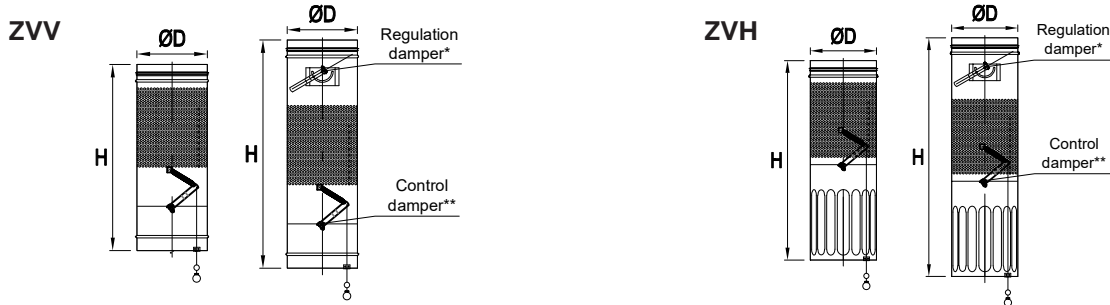 ZVV
ØD
ØD
H
H
Regulation
damper*
Control
damper**
ZVH
ØD
ØD
H
H
Regulation
damper*
Control
damper**